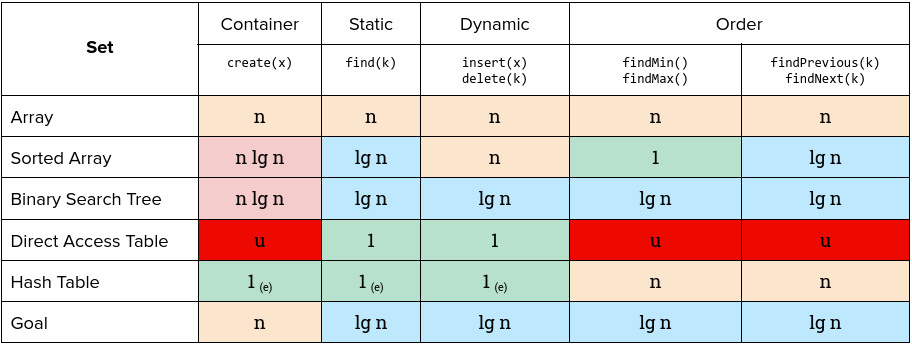 Set Container Static Dynamic Order
create(x) find(k) insert(x) delete(k) findMin() findMax() findPrevious(k) findNext(k)
Array n n n n n
Sorted Array n lg n lg n n 1 lg n
Binary Search Tree n lg n lg n lg n lg n lg n
Direct Access Table u 1 1 u u
Hash Table 1 (e) 1 (e) 1 (e) n n
Goal n lg n lg n lg n lg n